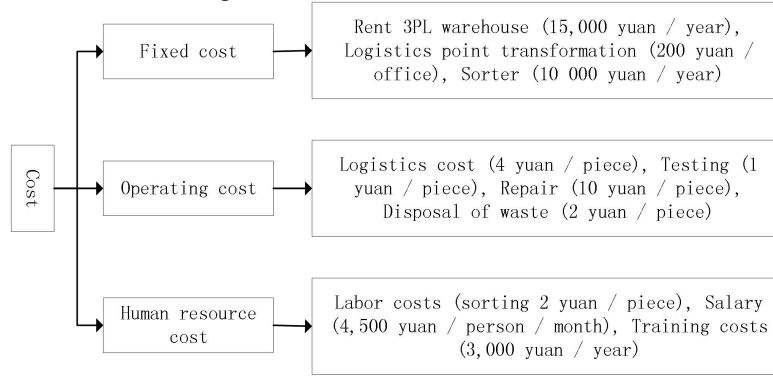 Cost
Fixed cost
Rent 3PL warehouse (15,000 yuan / year),
Logistics point transformation (200 yuan /
office), Sorter (10 000 yuan / year)
Operating cost
Logistics cost (4 yuan / piece), Testing (1
yuan / piece), Repair (10 yuan / piece),
Disposal of waste (2 yuan / piece)
Human resource
cost
Labor costs (sorting 2 yuan / piece), Salary
(4,500 yuan / person / month), Training costs
(3,000 yuan / year)